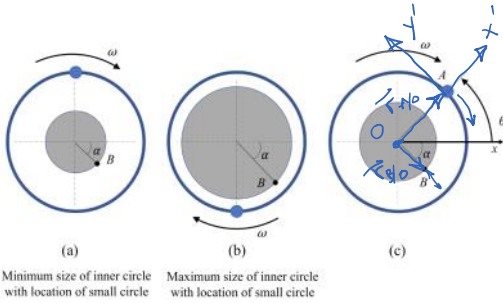 ω
α
B
α
B
ω
y⁻
x⁻
ω
A
O
θ
x
α
B
(a)
(b)
(c)
Minimum size of inner circle
with location of small circle
Maximum size of inner circle
with location of small circle